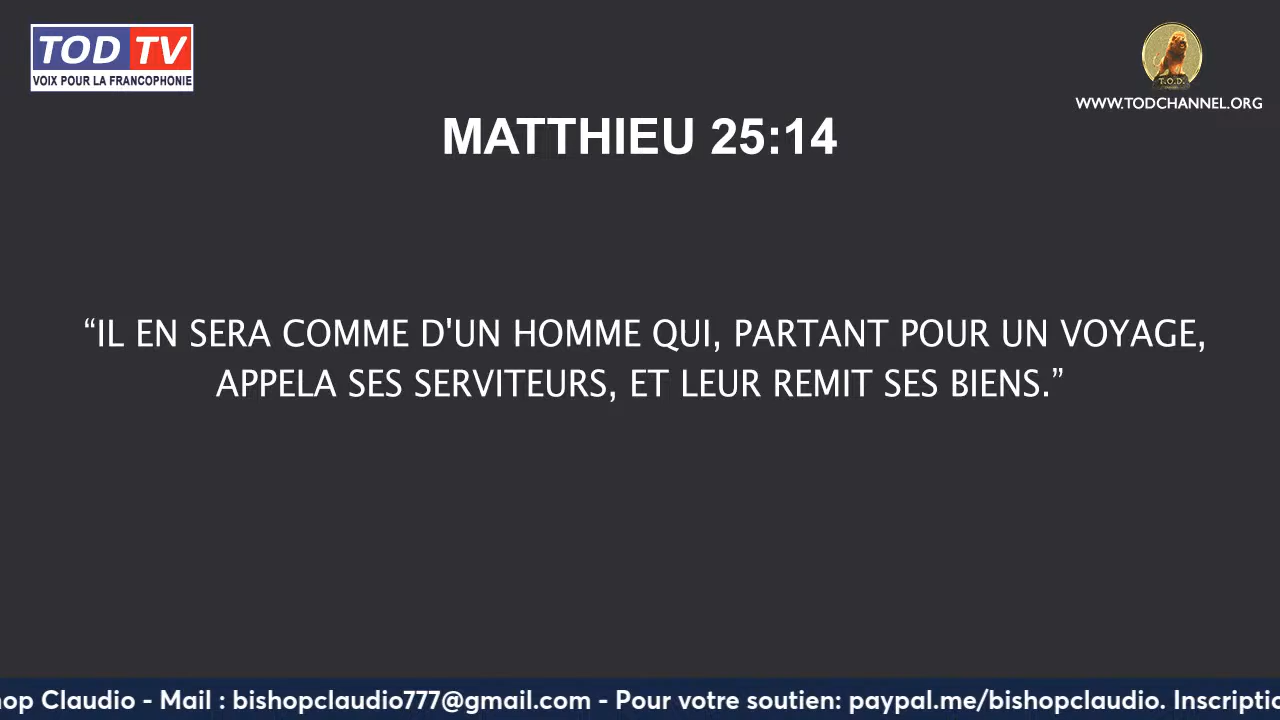 TOD TV
VOIX POUR LA FRANCOPHONIE
T.O.D.
WWW.TODCHANNEL.ORG
MATTHIEU 25:14
“IL EN SERA COMME D'UN HOMME QUI, PARTANT POUR UN VOYAGE,
APPELA SES SERVITEURS, ET LEUR REMIT SES BIENS.”
hop Claudio - Mail : bishopclaudio777@gmail.com - Pour votre soutien: paypal.me/bishopclaudio. Inscriptio